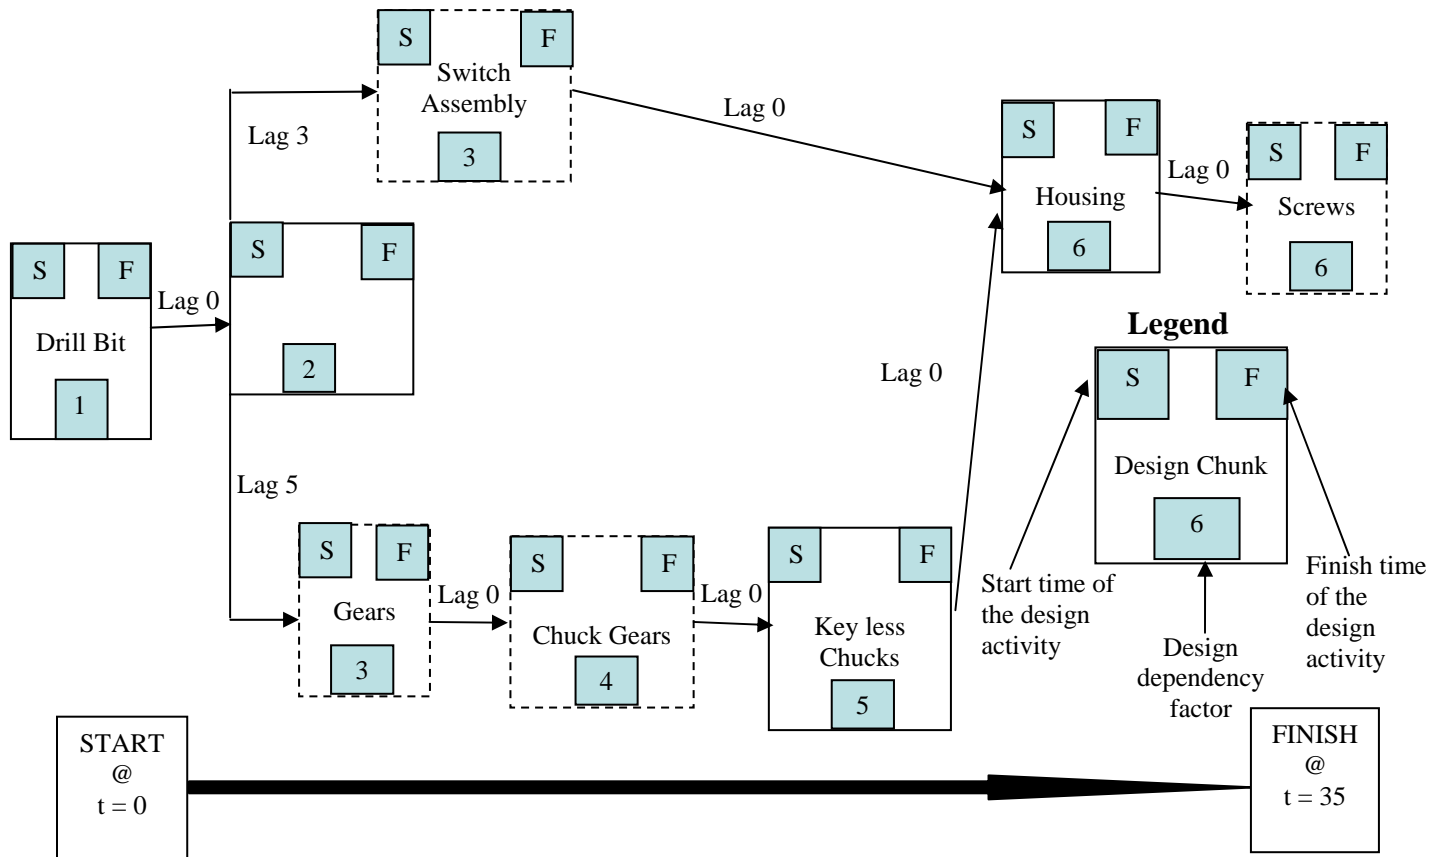 S
F
Switch
Assembly
3
Lag 3
Lag 0
S
F
Housing
6
Lag 0
S
F
Screws
6
S
F
Drill Bit
1
Lag 0
S
F
2
Lag 5
S
F
Gears
3
Lag 0
S
F
Chuck Gears
4
Lag 0
S
F
Key less
Chucks
5
Lag 0
Legend
S
F
Design Chunk
6
Start time of
the design
activity
Design
dependency
factor
Finish time
of the
design
activity
START
@
t = 0
FINISH
@
t = 35